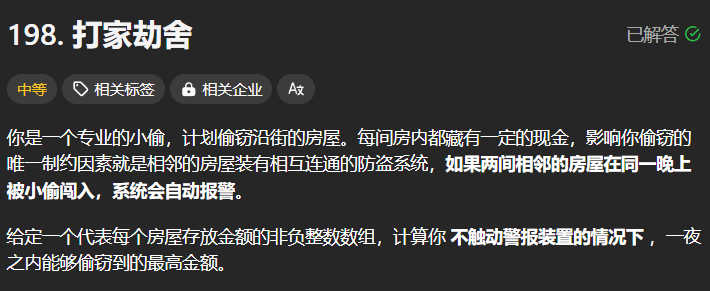 198. 打家劫舍
已解答
中等
相关标签
相关企业
你是一个专业的小偷，计划偷窃沿街的房屋。每间房内都藏有一定的现金，影响你偷窃的
唯一制约因素就是相邻的房屋装有相互连通的防盗系统，如果两间相邻的房屋在同一晚上
被小偷闯入，系统会自动报警。
给定一个代表每个房屋存放金额的非负整数数组，计算你 不触动警报装置的情况下 ，一夜
之内能够偷窃到的最高金额。